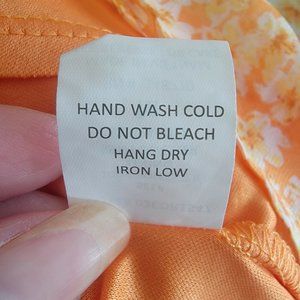 HAND WASH COLD
DO NOT BLEACH
HANG DRY
IRON LOW